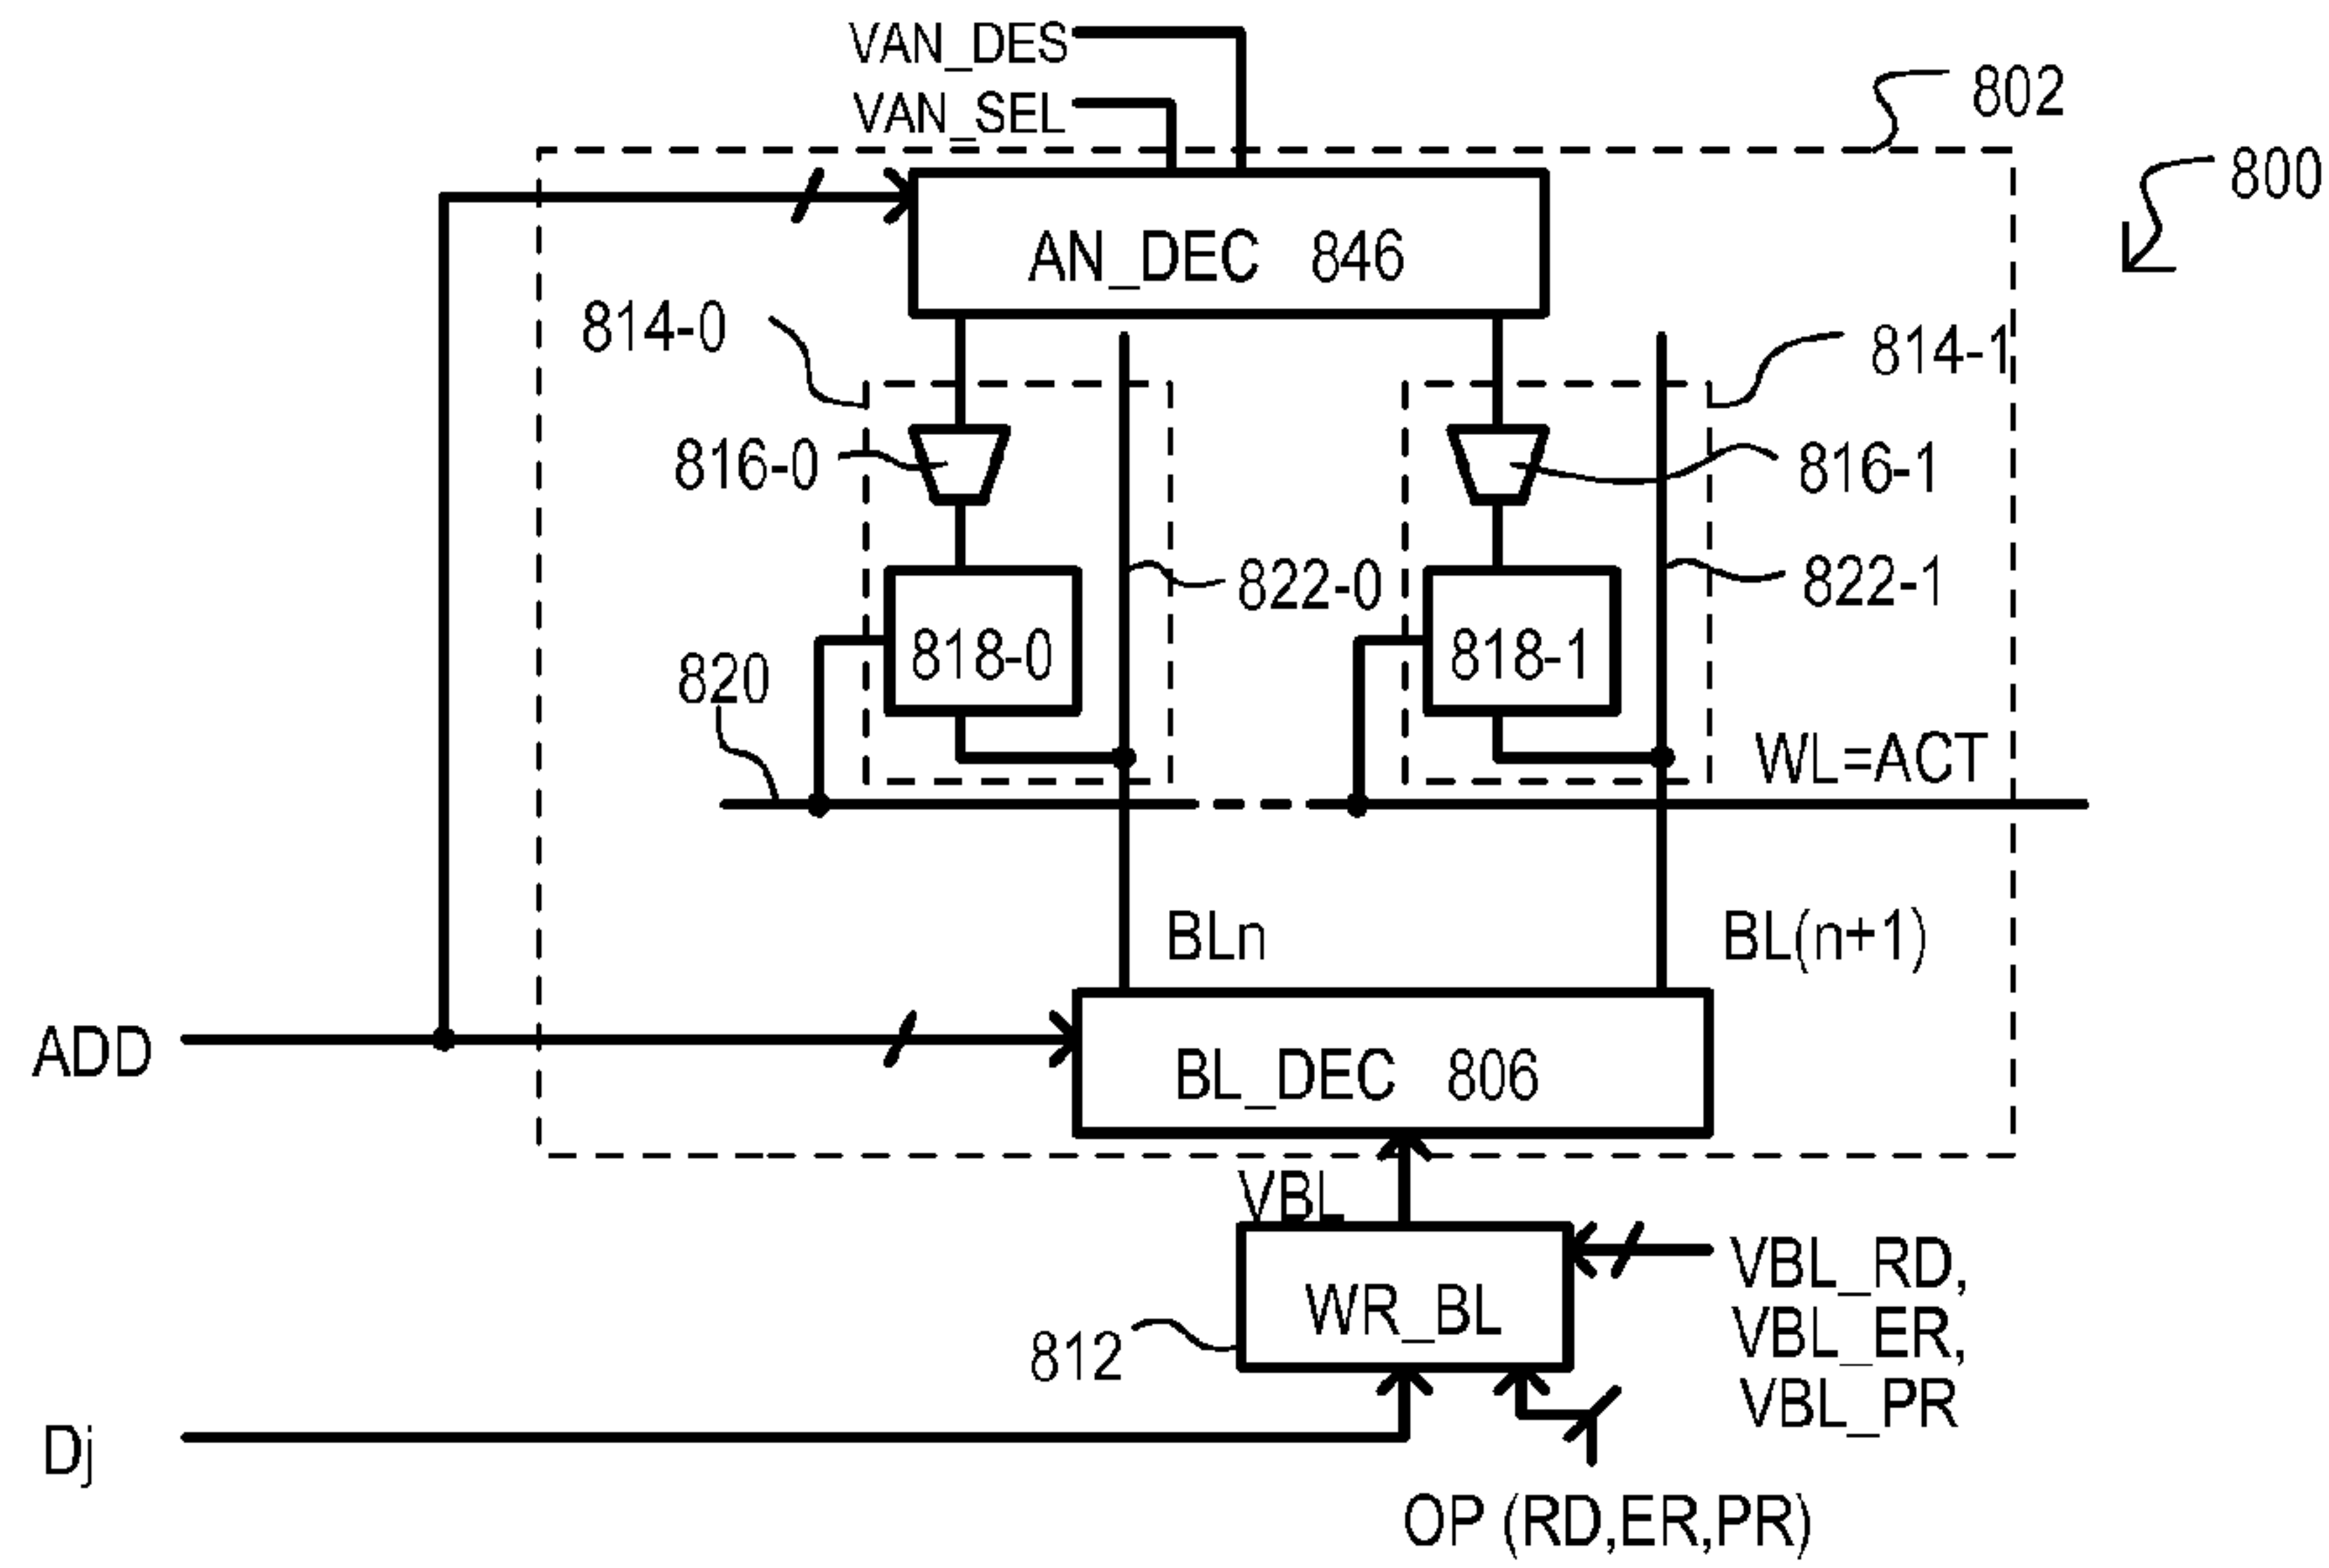 VAN_DES
VAN_SEL
802
800
AN_DEC 846
814-0
814-1
816-0
816-1
822-0
822-1
818-0
818-1
820
WL=ACT
BLn
BL(n+1)
ADD
BL_DEC 806
VBL
WR_BL
VBL_RD,
VBL_ER,
VBL_PR
812
Dj
OP (RD,ER,PR)